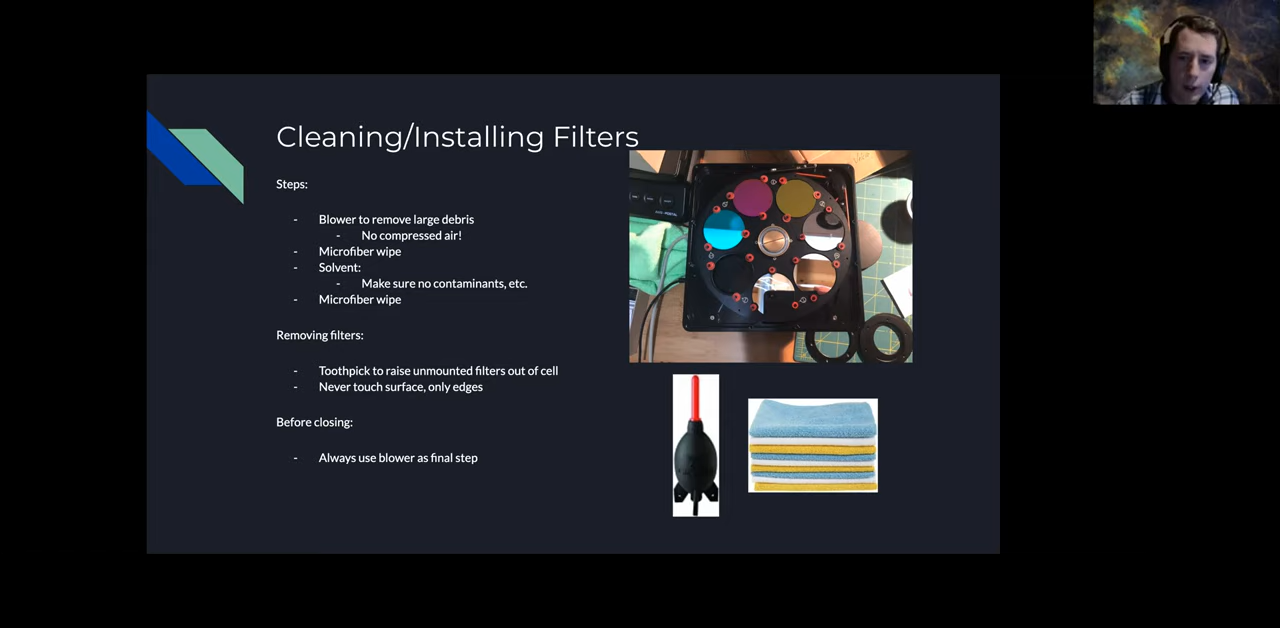 Cleaning/Installing Filters
Steps:
- Blower to remove large debris
- No compressed air!
- Microfiber wipe
- Solvent:
- Make sure no contaminants, etc.
- Microfiber wipe
Removing filters:
- Toothpick to raise unmounted filters out of cell
- Never touch surface, only edges
Before closing:
- Always use blower as final step